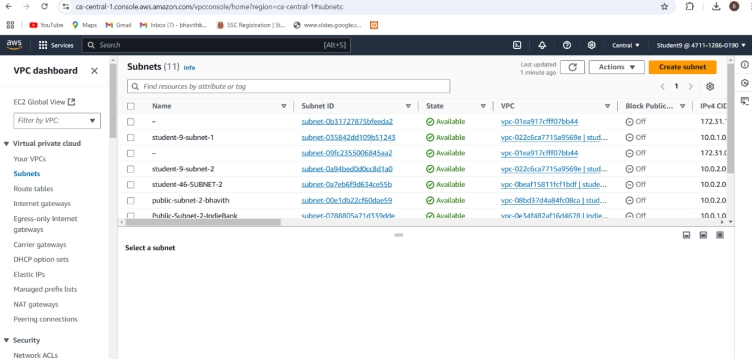 ca-central-1.console.aws.amazon.com/vpcconsole/home?region=ca-central-1#subnets:
YouTube Maps Gmail Inbox (7) - bhavithk... SSC Registration | St... www.slides.google.c...
aws Services Search [Alt+S] Central ▼ Student9 @ 4711-1286-0190 ▼
VPC dashboard
EC2 Global View
Filter by VPC:
Virtual private cloud
Your VPCs
Subnets
Route tables
Internet gateways
Egress-only Internet
gateways
Carrier gateways
DHCP option sets
Elastic IPs
Managed prefix lists
NAT gateways
Peering connections
Security
Network ACLs
Subnets (11) Info
Last updated
1 minute ago
Actions ▼ Create subnet
Find resources by attribute or tag
1
Name Subnet ID State VPC Block Public... IPv4 CID
– subnet-0b31727875bfeeda2 Available vpc-01ea917cfff07bb44 Off 172.31.
student-9-subnet-1 subnet-035842dd109b51243 Available vpc-022c6ca7715a9569e | stud... Off 10.0.1.0
– subnet-09fc2355006845aa2 Available vpc-01ea917cfff07bb44 Off 172.31.0
student-9-subnet-2 subnet-0a94bed0d0cc8d1a0 Available vpc-022c6ca7715a9569e | stud... Off 10.0.2.0
student-46-SUBNET-2 subnet-0a7eb6f9d634ce55b Available vpc-0beaf15811fcf1bdf | stude... Off 10.0.2.0
public-subnet-2-bhavith subnet-00e1db22cf60dae59 Available vpc-08bd37d4a84fc08ca | stud... Off 10.0.2.0
Public-Subnet-2-IndieBank subnet-0788805a71d339dde Available vpc-0e34f482af16d4678 | Indie... Off 10.0.1.0
Select a subnet